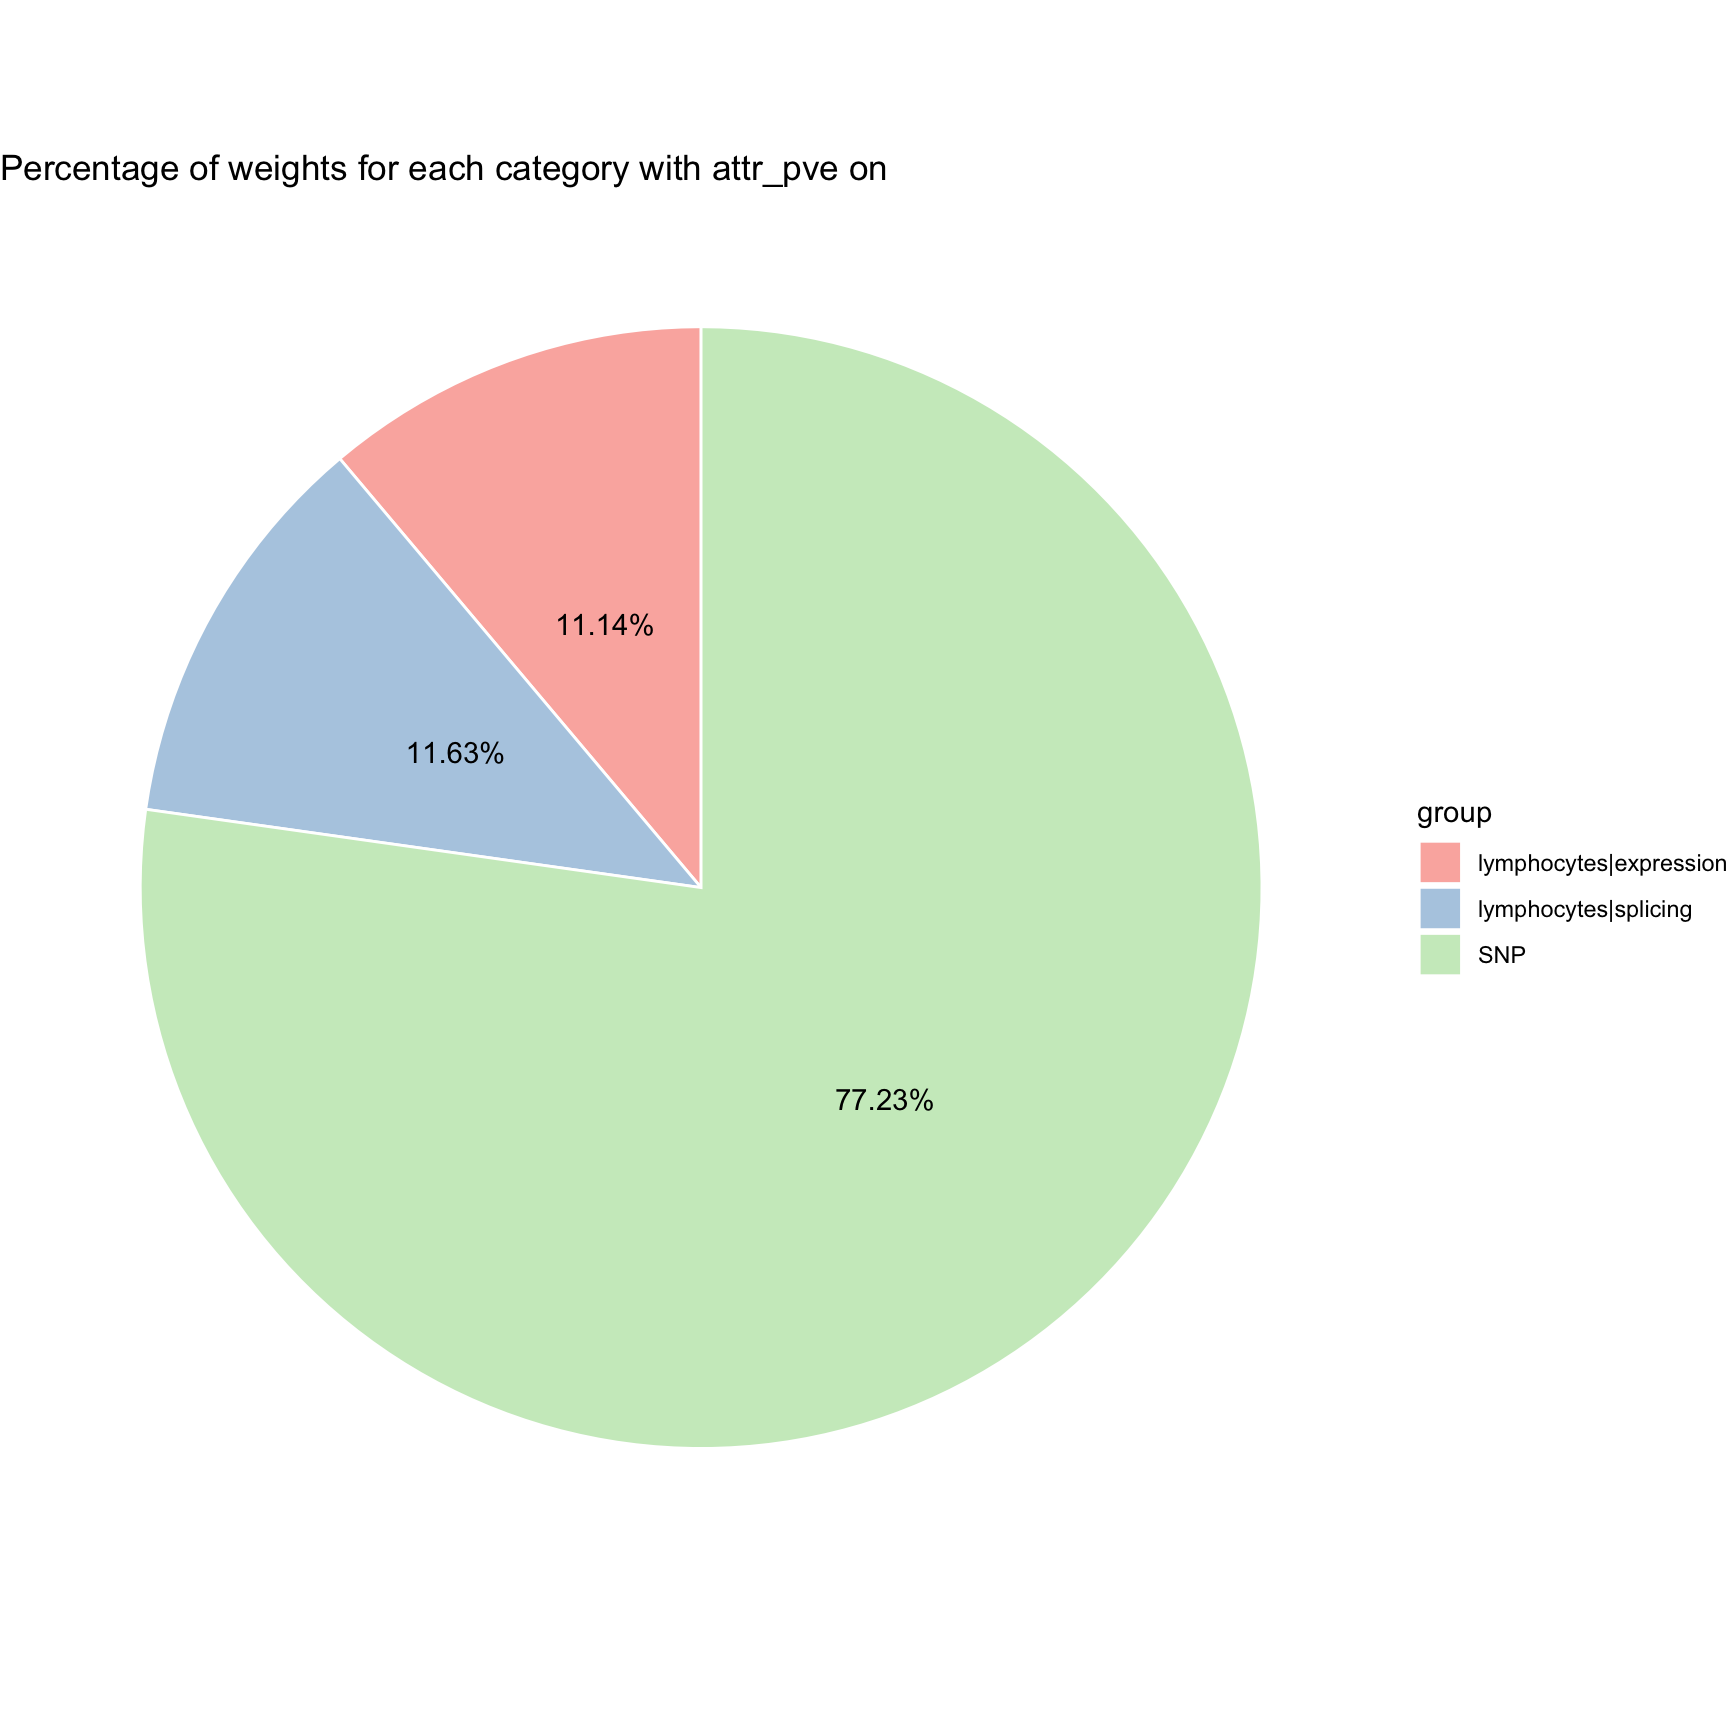 Percentage of weights for each category with attr_pve on
11.14%
11.63%
77.23%
group
lymphocytes|expression
lymphocytes|splicing
SNP